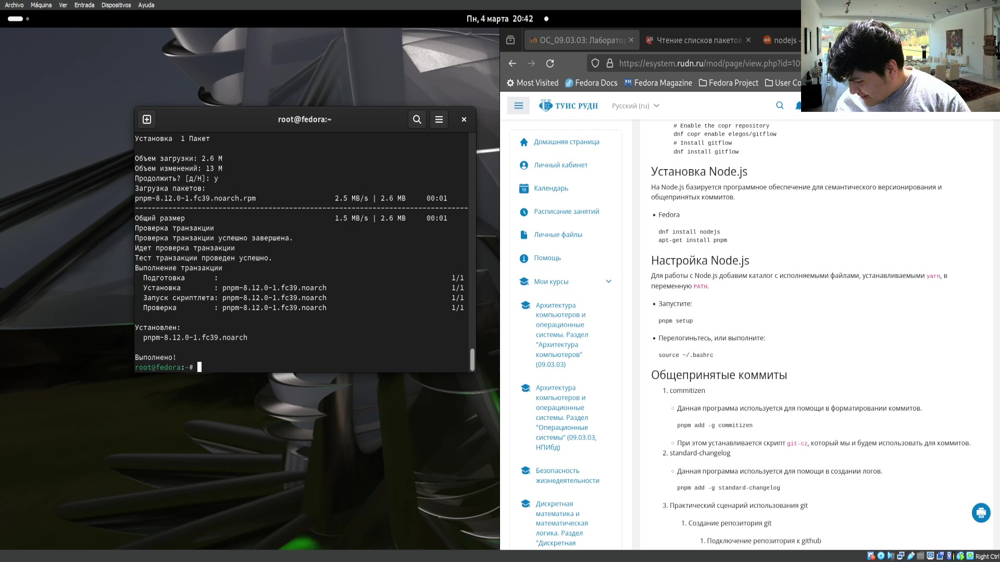 Archivo Máquina Ver Entrada Dispositivos Ayuda
Пн, 4 марта 20:42
root@fedora:~
Установка 1 Пакет
Объем загрузки: 2.6 M
Объем изменений: 13 M
Продолжить? [д/Н]: y
Загрузка пакетов:
pnpm-8.12.0-1.fc39.noarch.rpm 2.5 MB/s | 2.6 MB 00:01
--------------------------------------------------------------------------------
Общий размер 1.5 MB/s | 2.6 MB 00:01
Проверка транзакции
Проверка транзакции успешно завершена.
Идет проверка транзакции
Тест транзакции проведен успешно.
Выполнение транзакции
Подготовка : 1/1
Установка : pnpm-8.12.0-1.fc39.noarch 1/1
Запуск скриптлета: pnpm-8.12.0-1.fc39.noarch 1/1
Проверка : pnpm-8.12.0-1.fc39.noarch 1/1
Установлен:
pnpm-8.12.0-1.fc39.noarch
Выполнено!
root@fedora:~#
ОС_09.03.03: Лаборатор Чтение списков пакетов nodejs -
https://esystem.rudn.ru/mod/page/view.php?id=10
Most Visited Fedora Docs Fedora Magazine Fedora Project User Co
ТУИС РУДН Русский (ru)
Домашняя страница
Личный кабинет
Календарь
Расписание занятий
Личные файлы
Помощь
Мои курсы
Архитектура
компьютеров и
операционные
системы. Раздел
"Архитектура
компьютеров"
(09.03.03)
Архитектура
компьютеров и
операционные
системы. Раздел
"Операционные
системы" (09.03.03,
НПИбд)
Безопасность
жизнедеятельности
Дискретная
математика и
математическая
логика. Раздел
"Дискретная
# Enable the copr repository
dnf copr enable elegos/gitflow
# Install gitflow
dnf install gitflow
Установка Node.js
На Node.js базируется программное обеспечение для семантического версионирования и
общепринятых коммитов.
• Fedora
dnf install nodejs
apt-get install pnpm
Настройка Node.js
Для работы с Node.js добавим каталог с исполняемыми файлами, устанавливаемыми yarn, в
переменную PATH.
• Запустите:
pnpm setup
• Перелогиньтесь, или выполните:
source ~/.bashrc
Общепринятые коммиты
1. commitizen
◦ Данная программа используется для помощи в форматировании коммитов.
pnpm add -g commitizen
◦ При этом устанавливается скрипт git-cz, который мы и будем использовать для коммитов.
2. standard-changelog
◦ Данная программа используется для помощи в создании логов.
pnpm add -g standard-changelog
3. Практический сценарий использования git
1. Создание репозитория git
1. Подключение репозитория к github
Right Ctrl